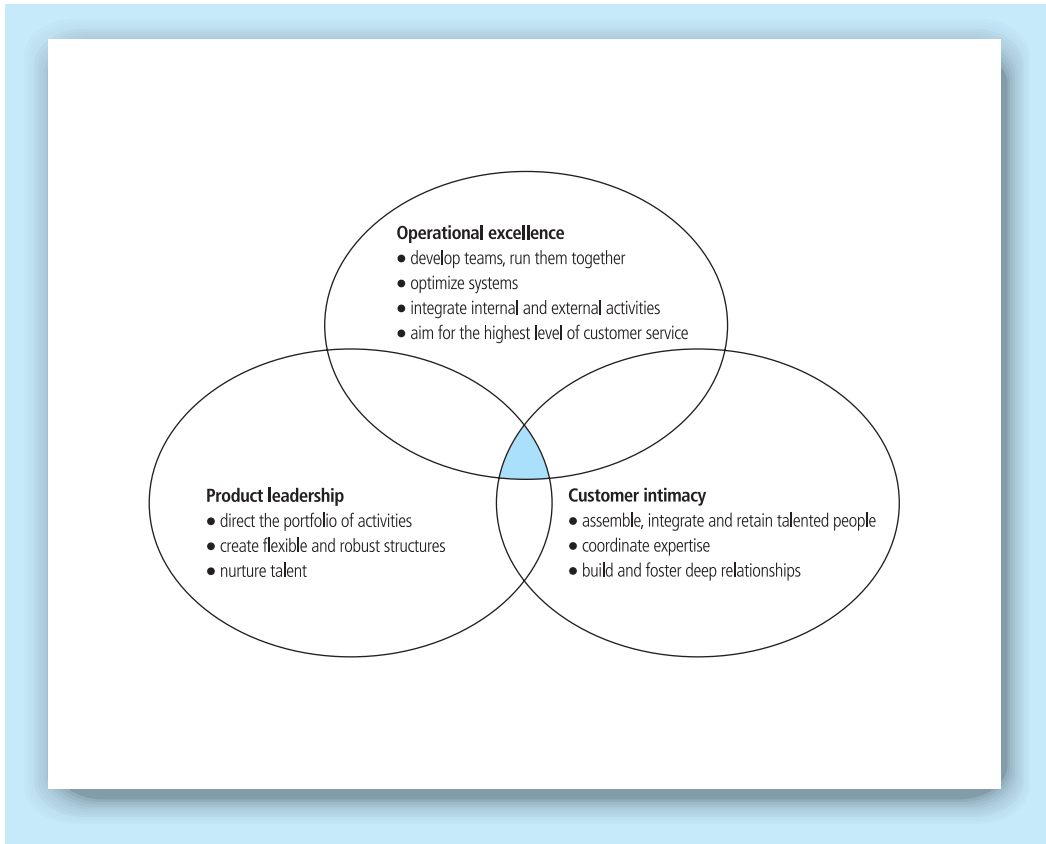 Operational excellence
● develop teams, run them together
● optimize systems
● integrate internal and external activities
● aim for the highest level of customer service
Product leadership
● direct the portfolio of activities
● create flexible and robust structures
● nurture talent
Customer intimacy
● assemble, integrate and retain talented people
● coordinate expertise
● build and foster deep relationships